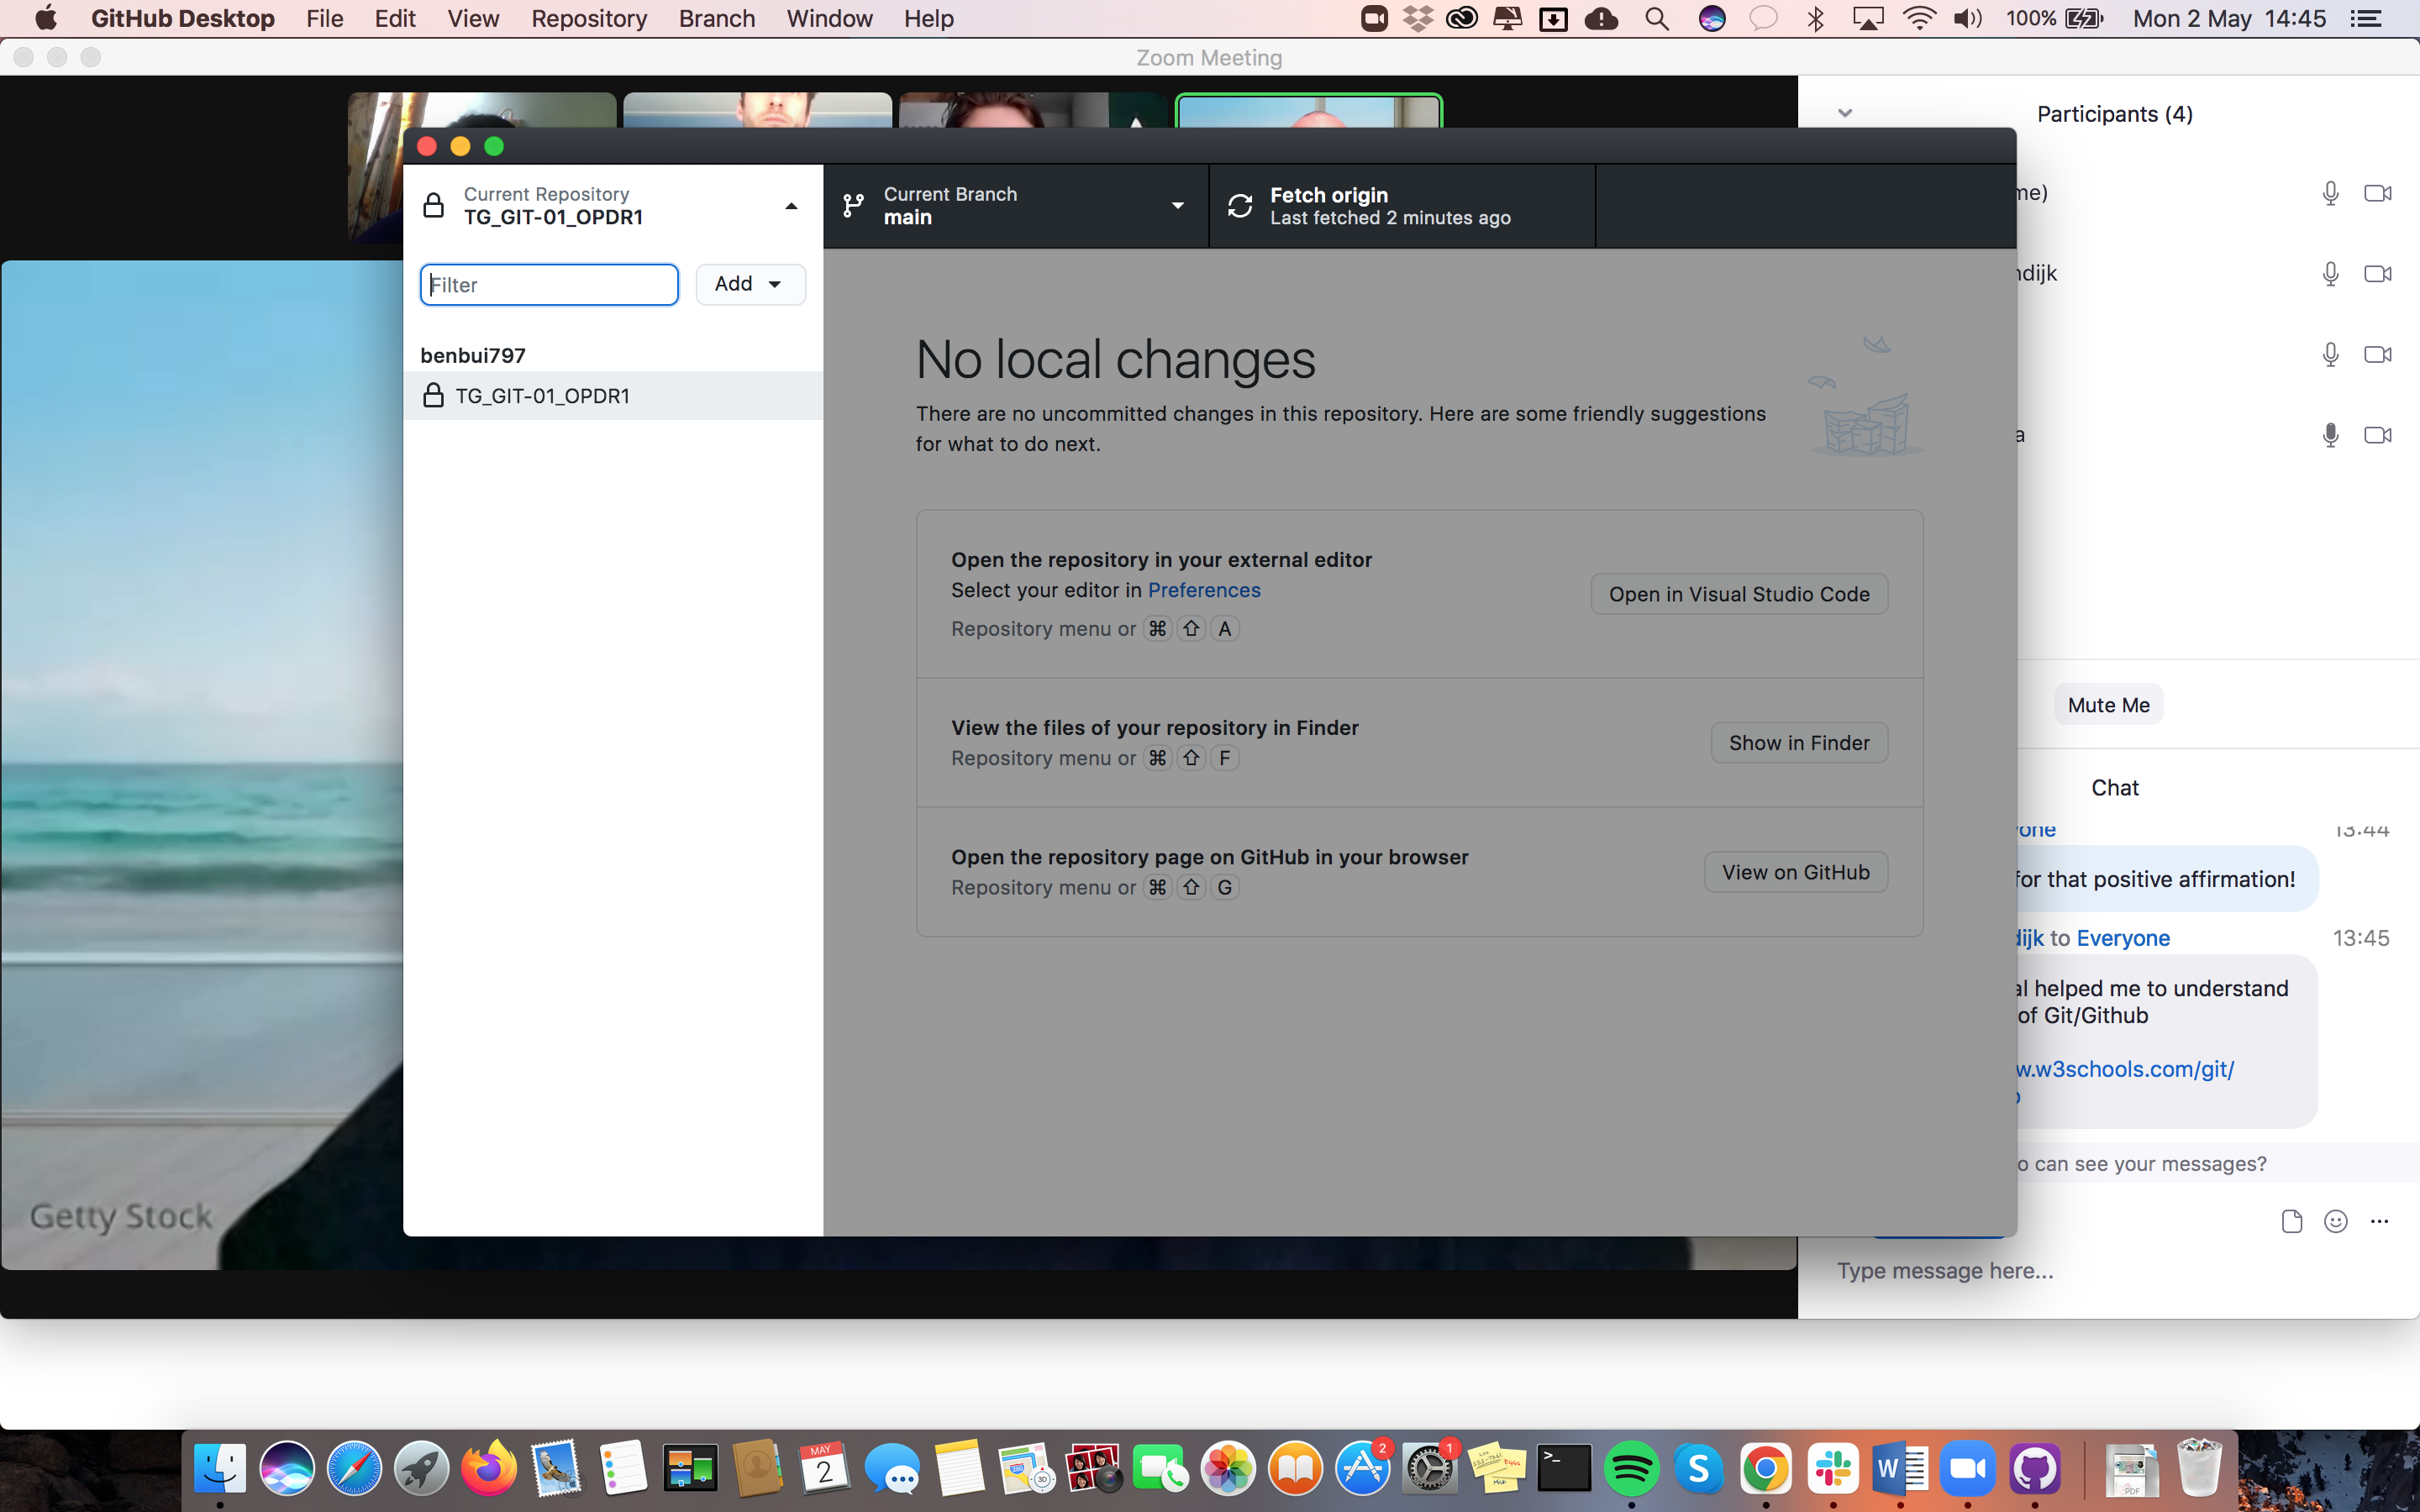 GitHub Desktop File Edit View Repository Branch Window Help 100% Mon 2 May 14:45
Zoom Meeting
Participants (4)
Current Repository
TG_GIT-01_OPDR1
Current Branch
main
Fetch origin
Last fetched 2 minutes ago
Filter
Add
benbui797
TG_GIT-01_OPDR1
No local changes
There are no uncommitted changes in this repository. Here are some friendly suggestions
for what to do next.
Open the repository in your external editor
Select your editor in Preferences
Repository menu or ⌘ ⇧ A
Open in Visual Studio Code
View the files of your repository in Finder
Repository menu or ⌘ ⇧ F
Show in Finder
Open the repository page on GitHub in your browser
Repository menu or ⌘ ⇧ G
View on GitHub
me)
dijk
a
Mute Me
Chat
one 13:44
for that positive affirmation!
dijk to Everyone 13:45
al helped me to understand
of Git/Github
w.w3schools.com/git/
o can see your messages?
Type message here...
Getty Stock
MAY
2
3D
2
1
PDF